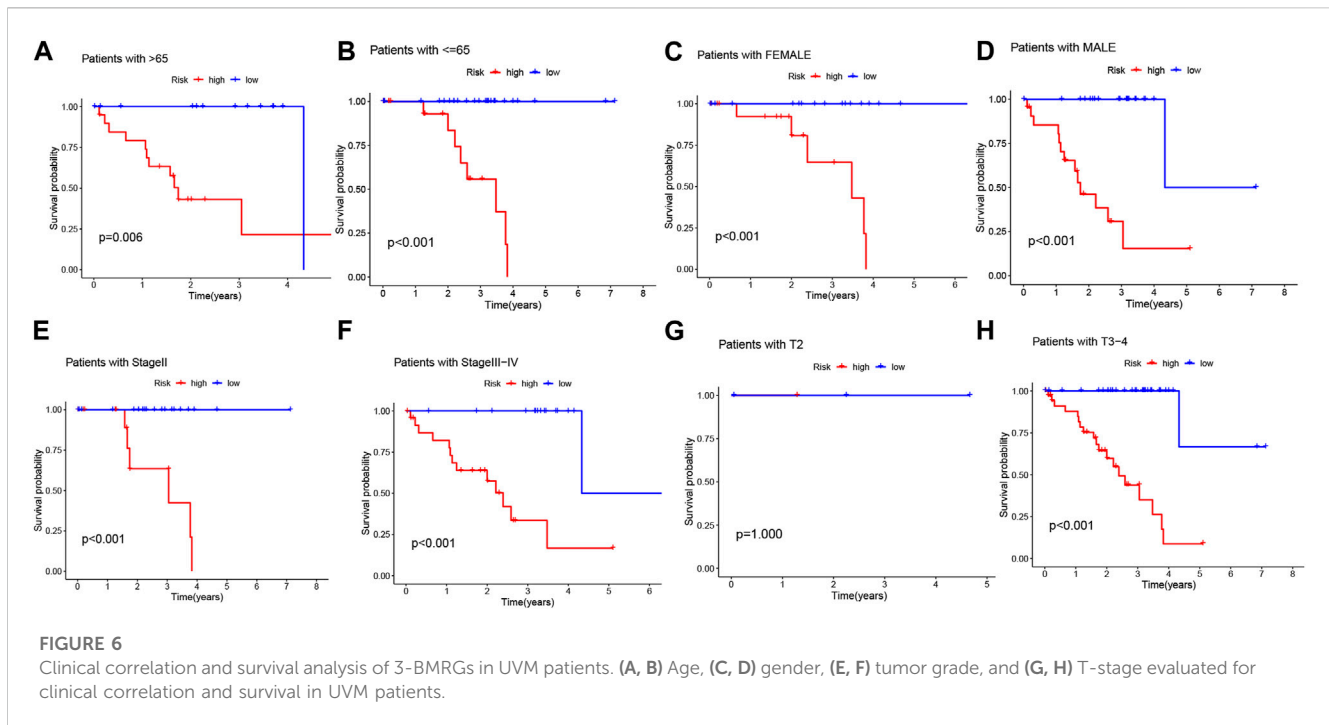 A
Patients with >65
Risk high low
Survival probability
1.00
0.75
0.50
0.25
0.00
p=0.006
0 1 2 3 4
Time(years)
B
Patients with <=65
Risk high low
Survival probability
1.00
0.75
0.50
0.25
0.00
p<0.001
0 1 2 3 4 5 6 7 8
Time(years)
C
Patients with FEMALE
Risk high low
Survival probability
1.00
0.75
0.50
0.25
0.00
p<0.001
0 1 2 3 4 5 6
Time(years)
D
Patients with MALE
Risk high low
Survival probability
1.00
0.75
0.50
0.25
0.00
p<0.001
0 1 2 3 4 5 6 7 8
Time(years)
E
Patients with StageII
Risk high low
Survival probability
1.00
0.75
0.50
0.25
0.00
p<0.001
0 1 2 3 4 5 6 7 8
Time(years)
F
Patients with StageIII-IV
Risk high low
Survival probability
1.00
0.75
0.50
0.25
0.00
p<0.001
0 1 2 3 4 5 6
Time(years)
G
Patients with T2
Risk high low
Survival probability
1.00
0.75
0.50
0.25
0.00
p=1.000
0 1 2 3 4 5
Time(years)
H
Patients with T3-4
Risk high low
Survival probability
1.00
0.75
0.50
0.25
0.00
p<0.001
0 1 2 3 4 5 6 7 8
Time(years)
FIGURE 6
Clinical correlation and survival analysis of 3-BMRGs in UVM patients. (A, B) Age, (C, D) gender, (E, F) tumor grade, and (G, H) T-stage evaluated for
clinical correlation and survival in UVM patients.